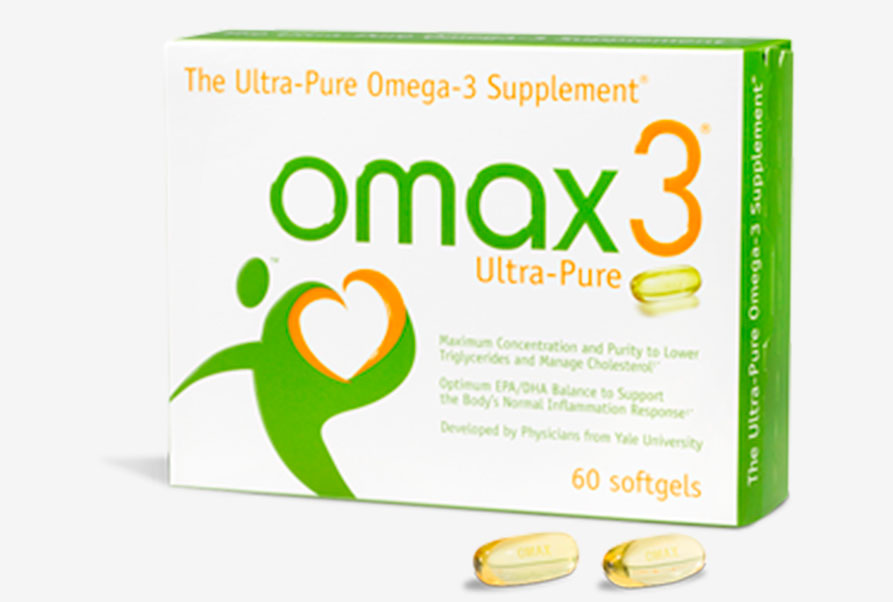 The Ultra-Pure Omega-3 Supplement®
omax3®
Ultra-Pure
™
Maximum Concentration and Purity to Lower
Triglycerides and Manage Cholesterol†*
Optimum EPA/DHA Balance to Support
the Body's Normal Inflammation Response†*
Developed by Physicians from Yale University
60 softgels
The Ultra-Pure Omega-3 Supplement®
OMAX
OMAX